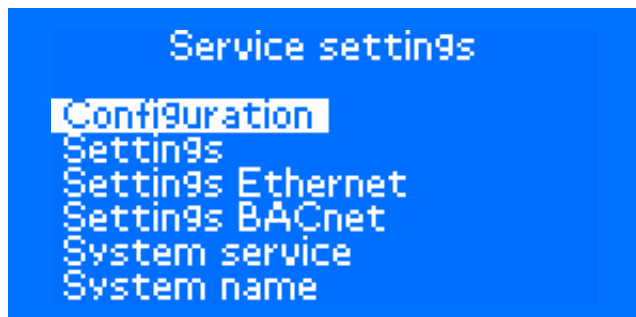 Service settings
Configuration
Settings
Settings Ethernet
Settings BACnet
System service
System name